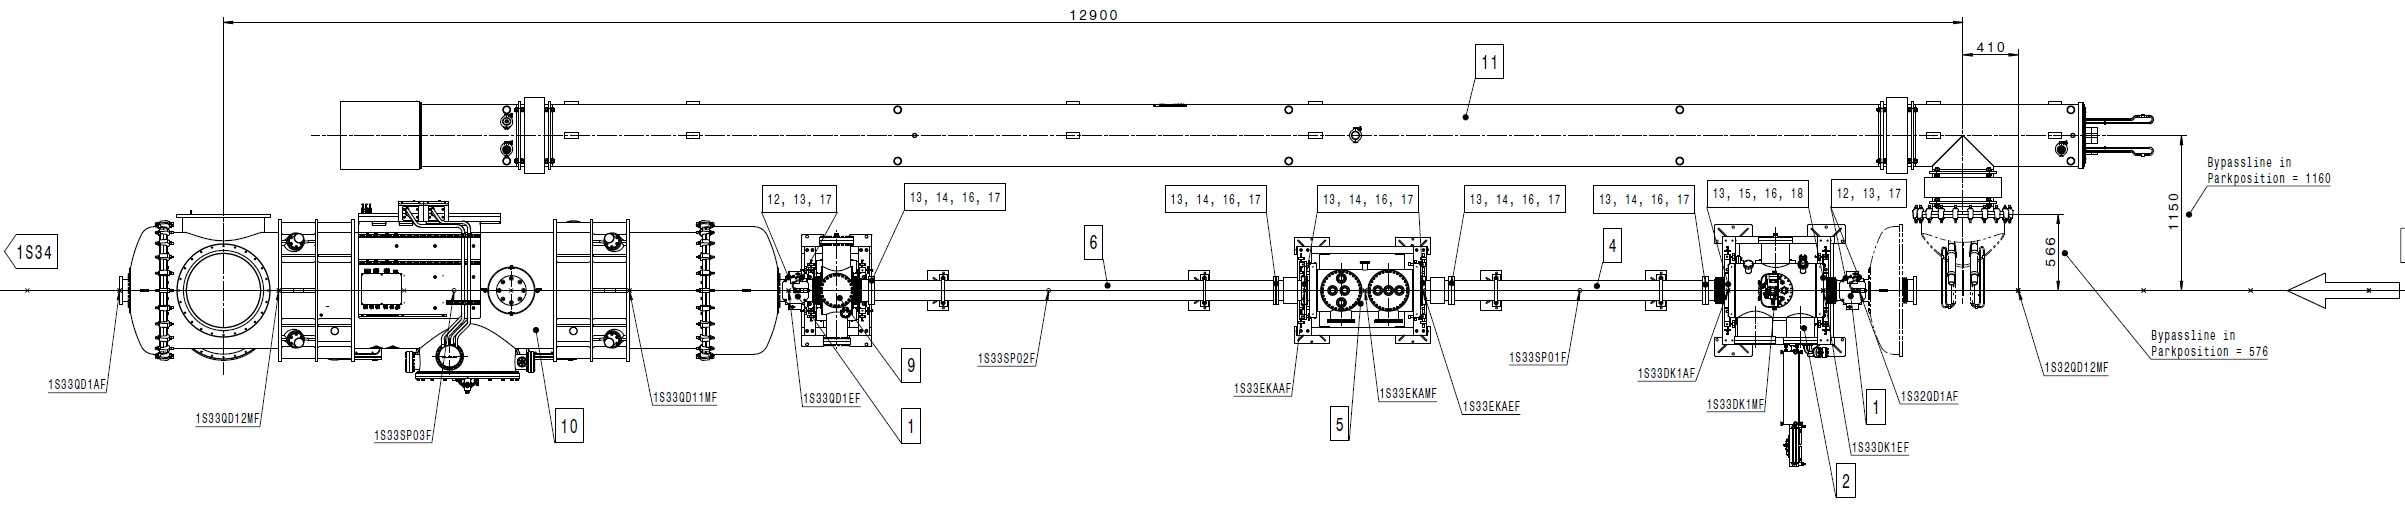 12900
410
11
Bypassline in
Parkposition = 1160
1150
566
12, 13, 17
13, 14, 16, 17
13, 14, 16, 17
13, 14, 16, 17
13, 14, 16, 17
13, 14, 16, 17
13, 15, 16, 18
12, 13, 17
1S34
6
4
Bypassline in
Parkposition = 576
1S33QD1AF
1S33QD12MF
1S33SP03F
10
1S33QD11MF
1S33QD1EF
9
1
1S33SP02F
1S33EKAAF
5
1S33EKAMF
1S33EKAEF
1S33SP01F
1S33DK1AF
1S33DK1MF
1
1S32QD1AF
1S32QD12MF
1S33DK1EF
2